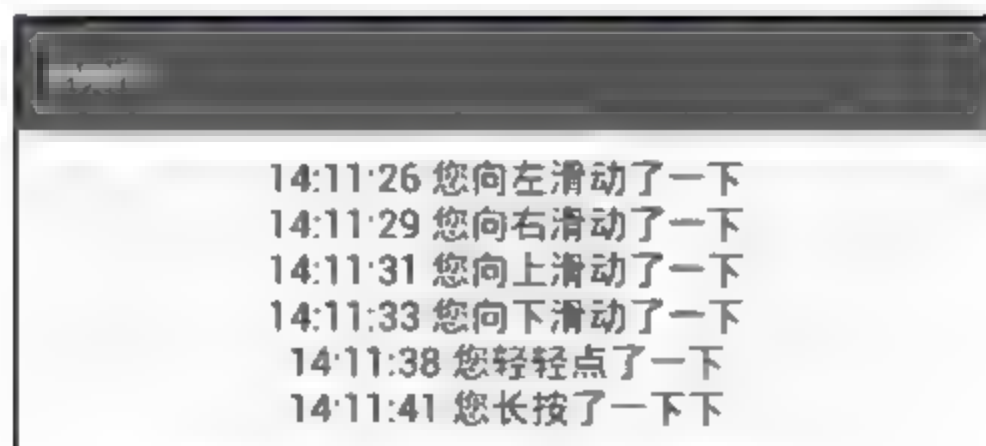 14:11:26 您向左滑动了一下
14:11:29 您向右滑动了一下
14:11:31 您向上滑动了一下
14:11:33 您向下滑动了一下
14:11:38 您轻轻点了一下
14:11:41 您长按了一下下